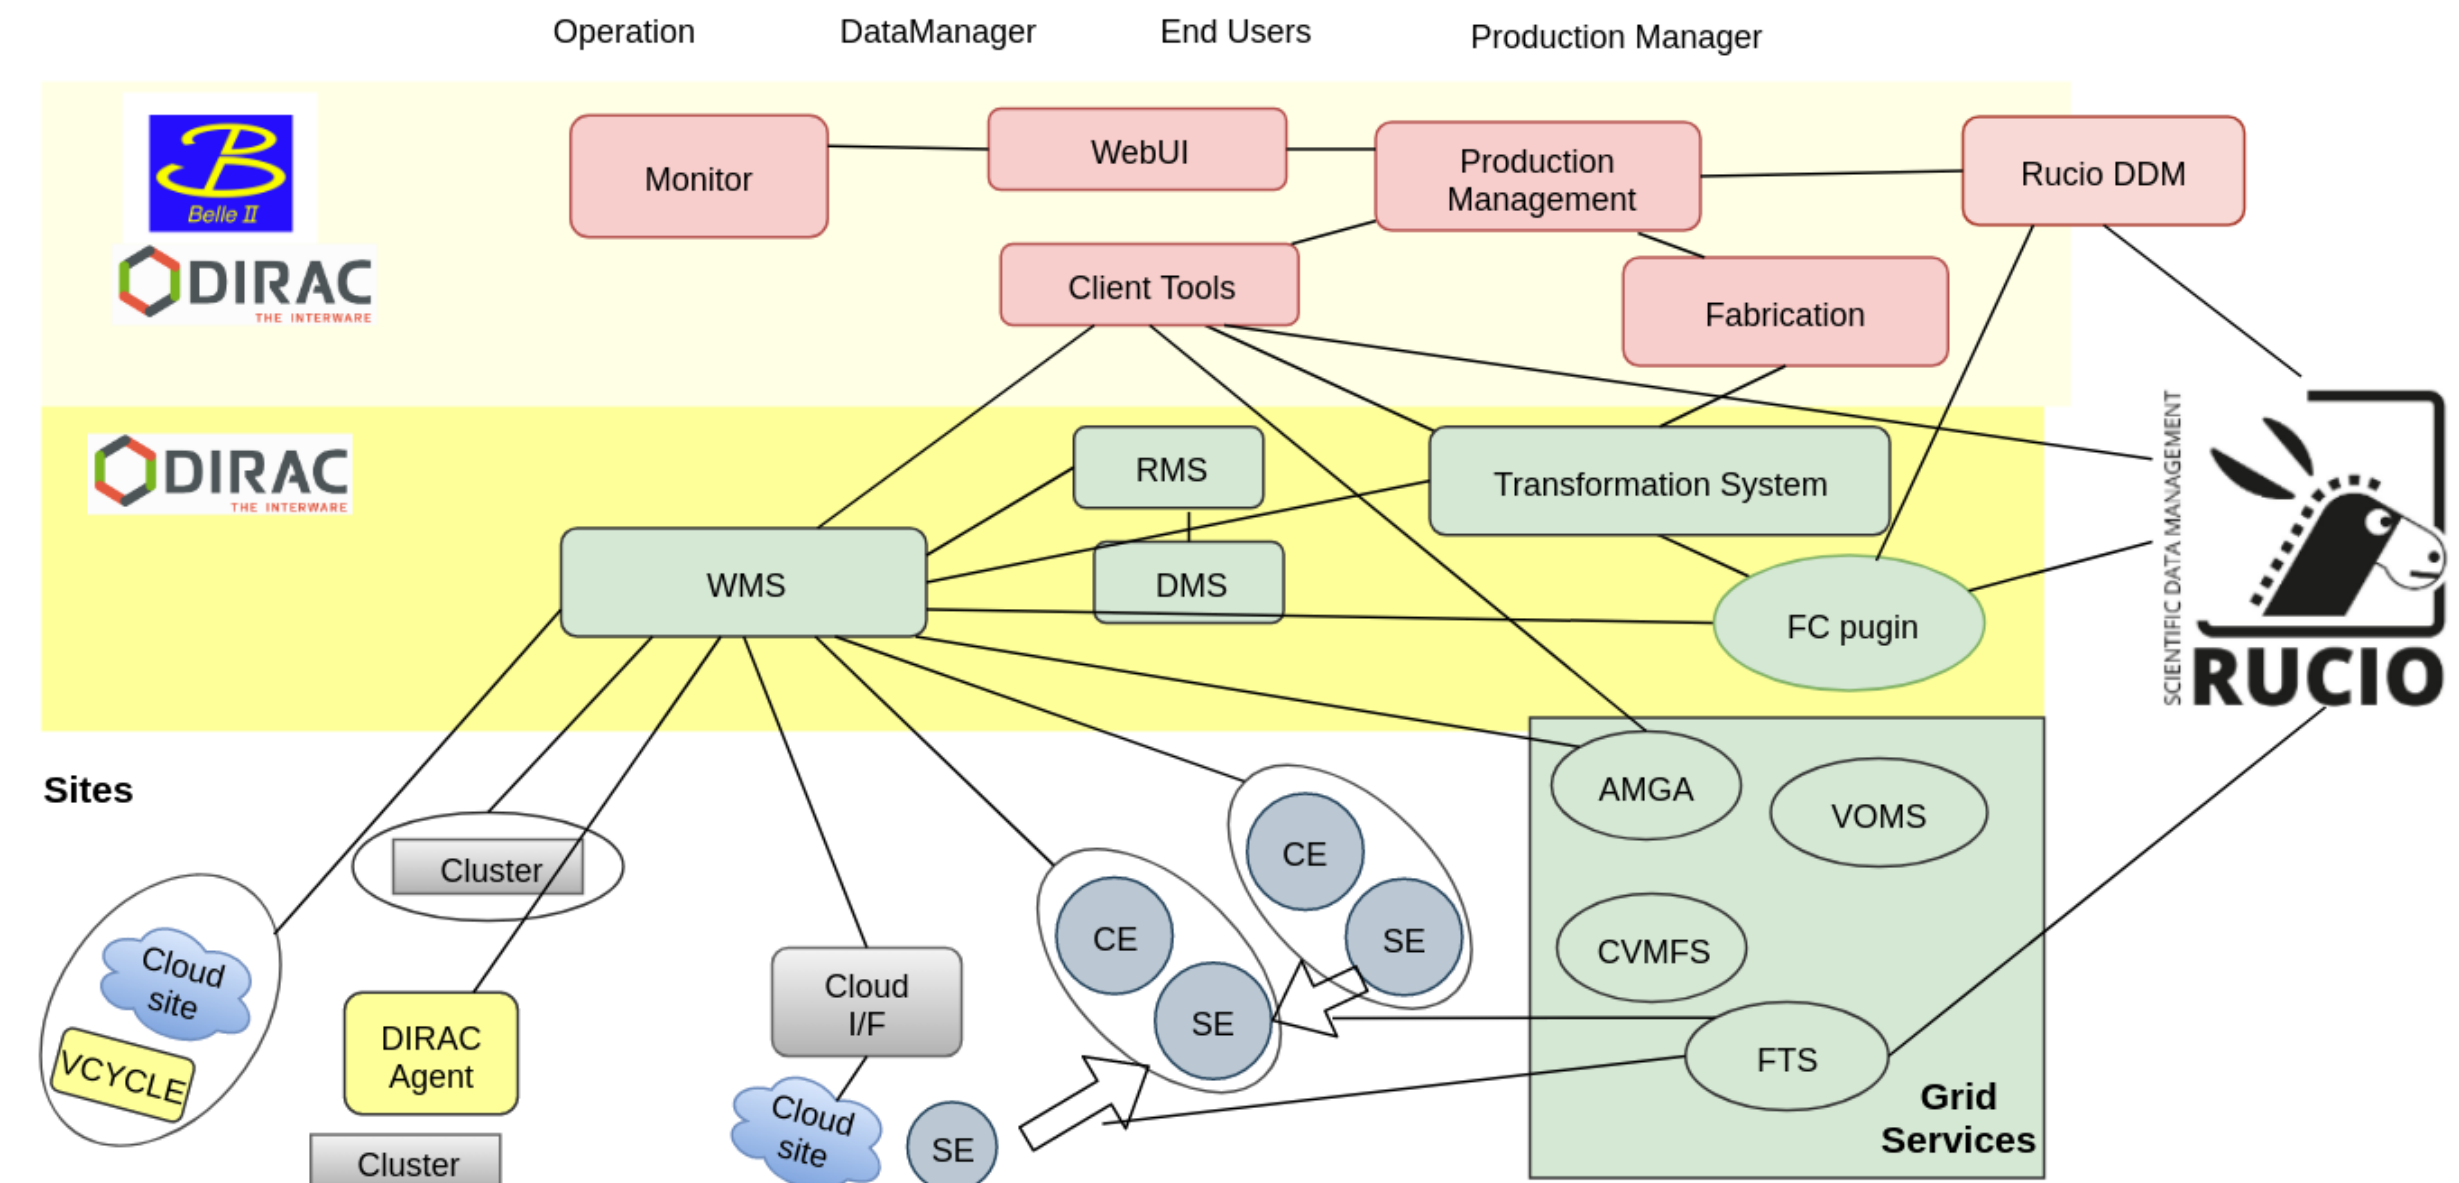 Operation
DataManager
End Users
Production Manager
Belle II
DIRAC
THE INTERWARE
Monitor
WebUI
Production
Management
Rucio DDM
Client Tools
Fabrication
DIRAC
THE INTERWARE
RMS
Transformation System
WMS
DMS
FC pugin
SCIENTIFIC DATA MANAGEMENT
RUCIO
Sites
AMGA
VOMS
Cluster
CE
CE
SE
SE
CVMFS
Cloud
site
VCYCLE
DIRAC
Agent
Cloud
I/F
FTS
Grid
Services
Cluster
Cloud
site
SE